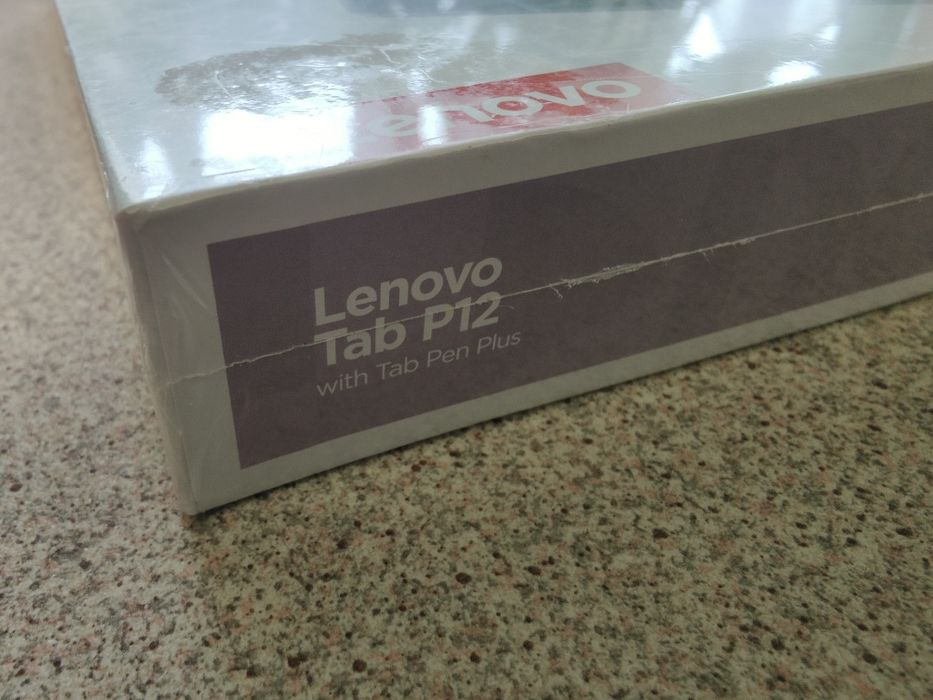 Lenovo
Lenovo
Tab P12
with Tab Pen Plus